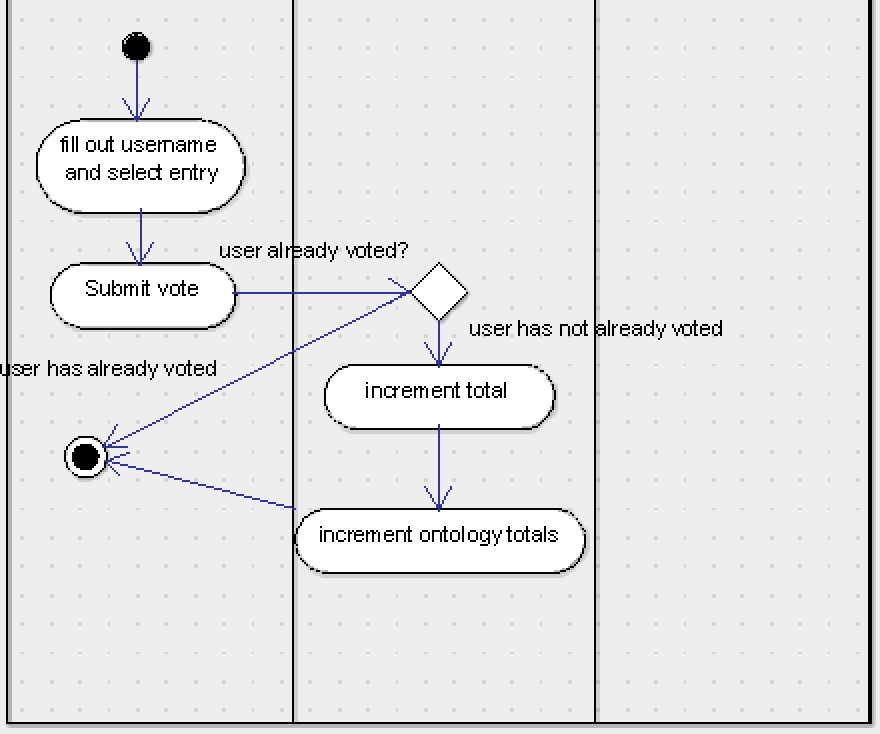 fill out username
and select entry
user already voted?
Submit vote
user has not already voted
user has already voted
increment total
increment ontology totals